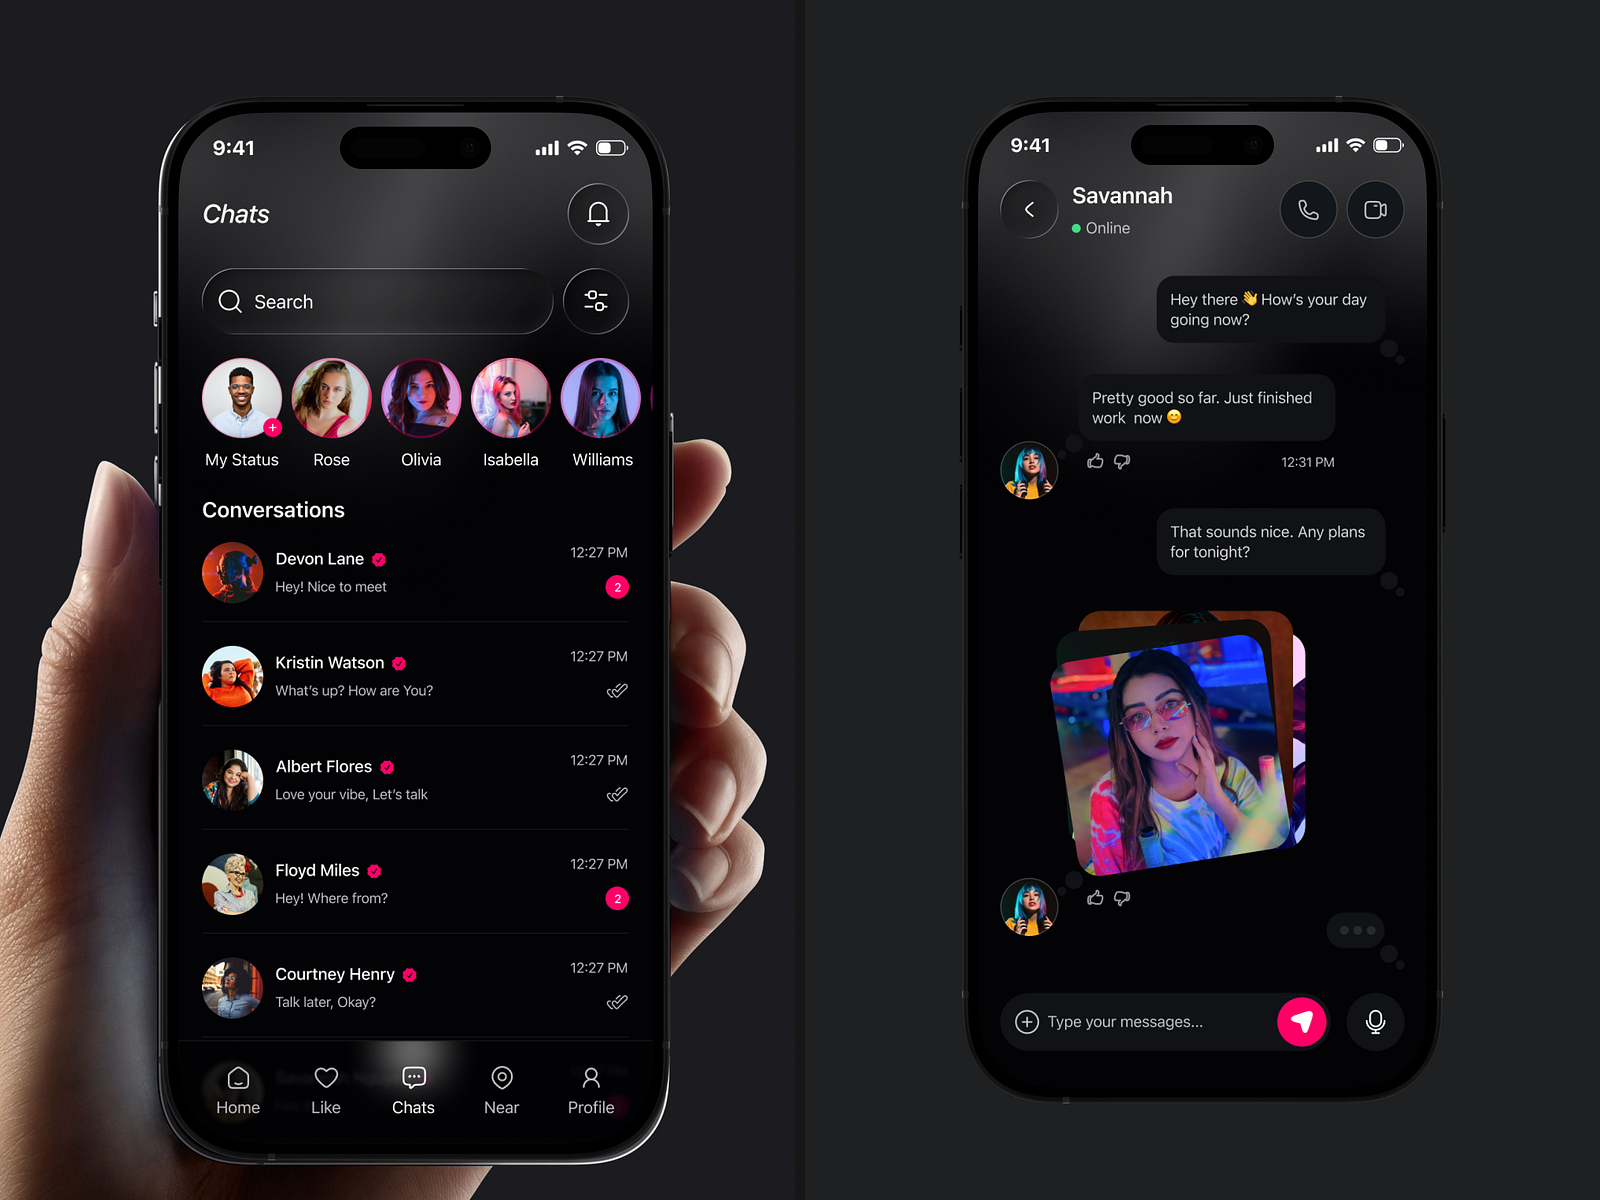 9:41
Chats
Search
+
My Status
Rose
Olivia
Isabella
Williams
Conversations
Devon Lane
12:27 PM
Hey! Nice to meet
2
Kristin Watson
12:27 PM
What's up? How are You?
Albert Flores
12:27 PM
Love your vibe, Let's talk
Floyd Miles
12:27 PM
Hey! Where from?
2
Courtney Henry
12:27 PM
Talk later, Okay?
Home
Like
Chats
Near
Profile
9:41
Savannah
Online
Hey there 👋 How's your day
going now?
Pretty good so far. Just finished
work  now 😊
12:31 PM
That sounds nice. Any plans
for tonight?
Type your messages...